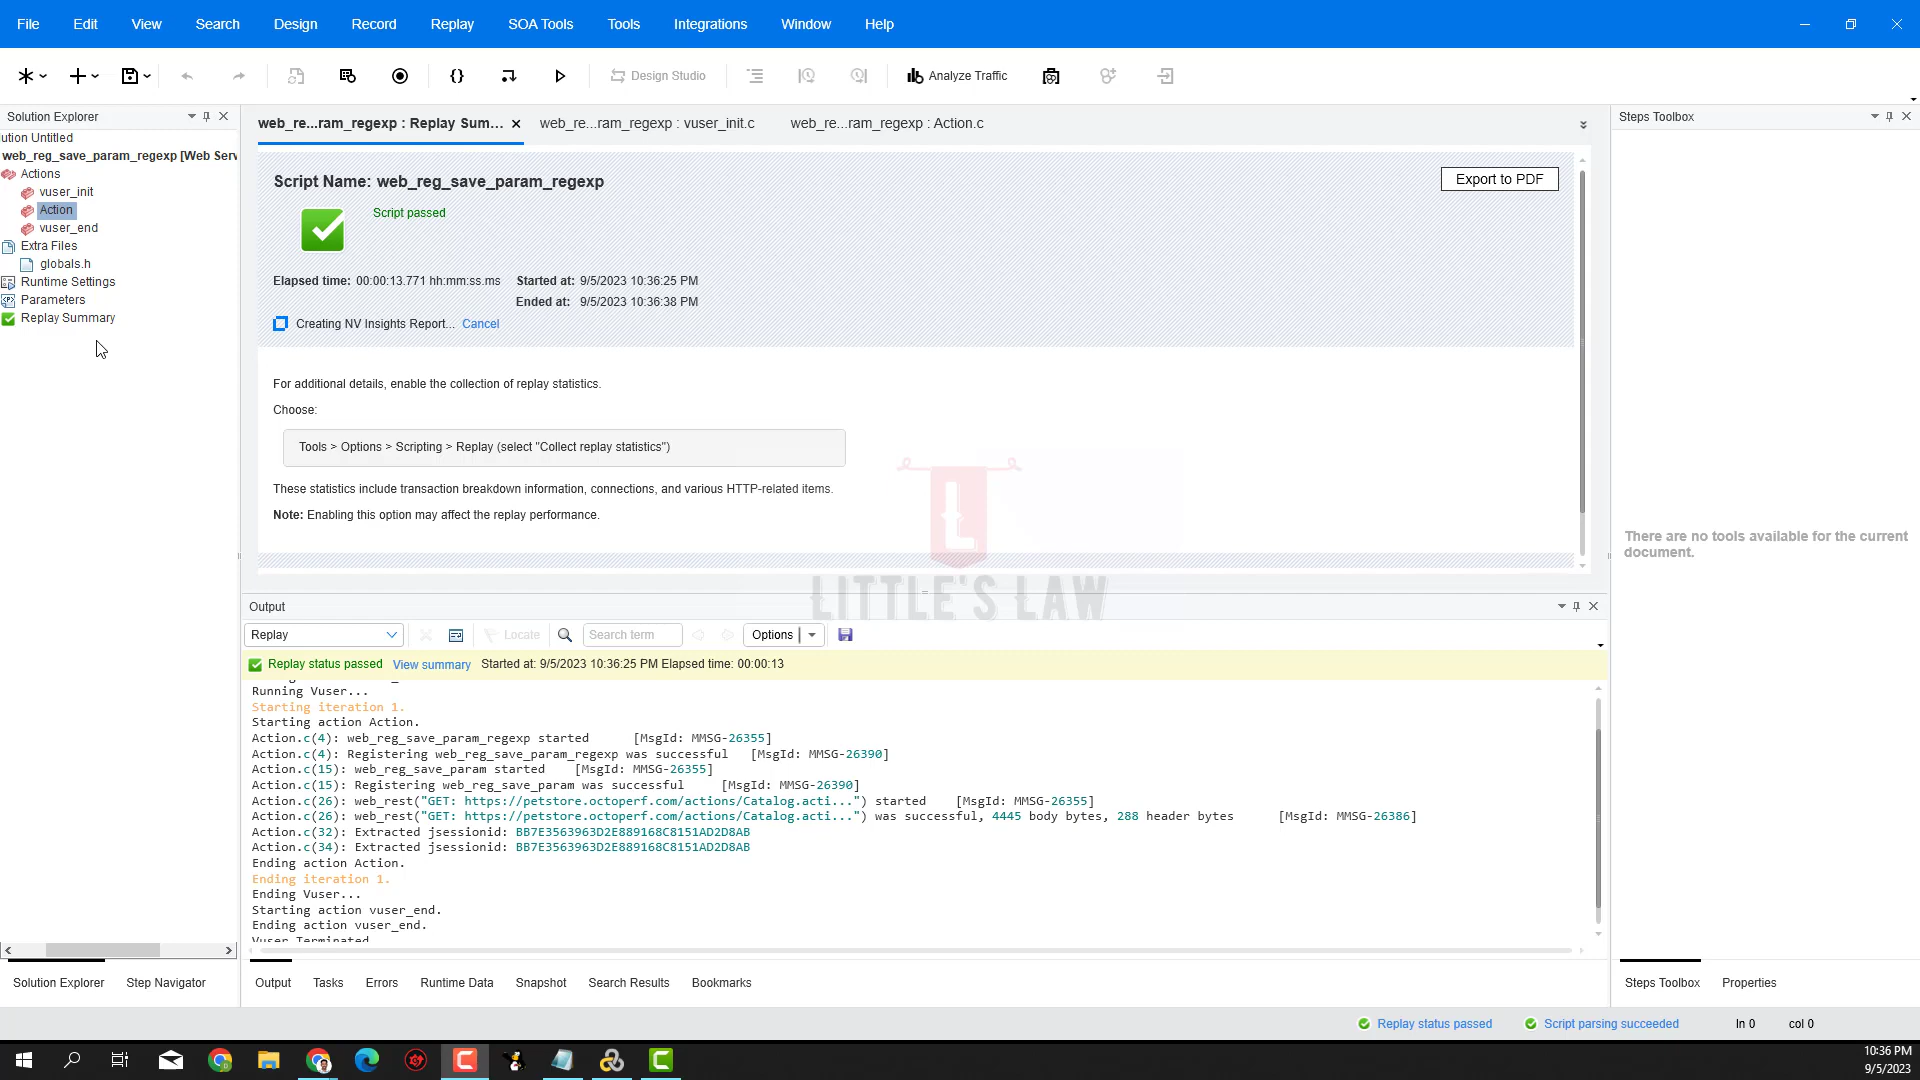 File Edit View Search Design Record Replay SOA Tools Tools Integrations Window Help
Design Studio Analyze Traffic
Solution Explorer
ution Untitled
web_reg_save_param_regexp [Web Serv
Actions
vuser_init
Action
vuser_end
Extra Files
globals.h
Runtime Settings
Parameters
Replay Summary
web_re...ram_regexp : Replay Sum... web_re...ram_regexp : vuser_init.c web_re...ram_regexp : Action.c
Script Name: web_reg_save_param_regexp
Export to PDF
Script passed
Elapsed time: 00:00:13.771 hh:mm:ss.ms Started at: 9/5/2023 10:36:25 PM
Ended at: 9/5/2023 10:36:38 PM
Creating NV Insights Report... Cancel
For additional details, enable the collection of replay statistics.
Choose:
Tools > Options > Scripting > Replay (select "Collect replay statistics")
These statistics include transaction breakdown information, connections, and various HTTP-related items.
Note: Enabling this option may affect the replay performance.
L
LITTLE'S LAW
Steps Toolbox
There are no tools available for the current
document.
Output
Replay Locate Search term Options
Replay status passed View summary Started at: 9/5/2023 10:36:25 PM Elapsed time: 00:00:13
Running Vuser...
Starting iteration 1.
Starting action Action.
Action.c(4): web_reg_save_param_regexp started [MsgId: MMSG-26355]
Action.c(4): Registering web_reg_save_param_regexp was successful [MsgId: MMSG-26390]
Action.c(15): web_reg_save_param started [MsgId: MMSG-26355]
Action.c(15): Registering web_reg_save_param was successful [MsgId: MMSG-26390]
Action.c(26): web_rest("GET: https://petstore.octoperf.com/actions/Catalog.acti...") started [MsgId: MMSG-26355]
Action.c(26): web_rest("GET: https://petstore.octoperf.com/actions/Catalog.acti...") was successful, 4445 body bytes, 288 header bytes [MsgId: MMSG-26386]
Action.c(32): Extracted jsessionid: BB7E3563963D2E889168C8151AD2D8AB
Action.c(34): Extracted jsessionid: BB7E3563963D2E889168C8151AD2D8AB
Ending action Action.
Ending iteration 1.
Ending Vuser...
Starting action vuser_end.
Ending action vuser_end.
Vuser Terminated
Solution Explorer Step Navigator
Output Tasks Errors Runtime Data Snapshot Search Results Bookmarks
Steps Toolbox Properties
Replay status passed Script parsing succeeded ln 0 col 0
10:36 PM
9/5/2023